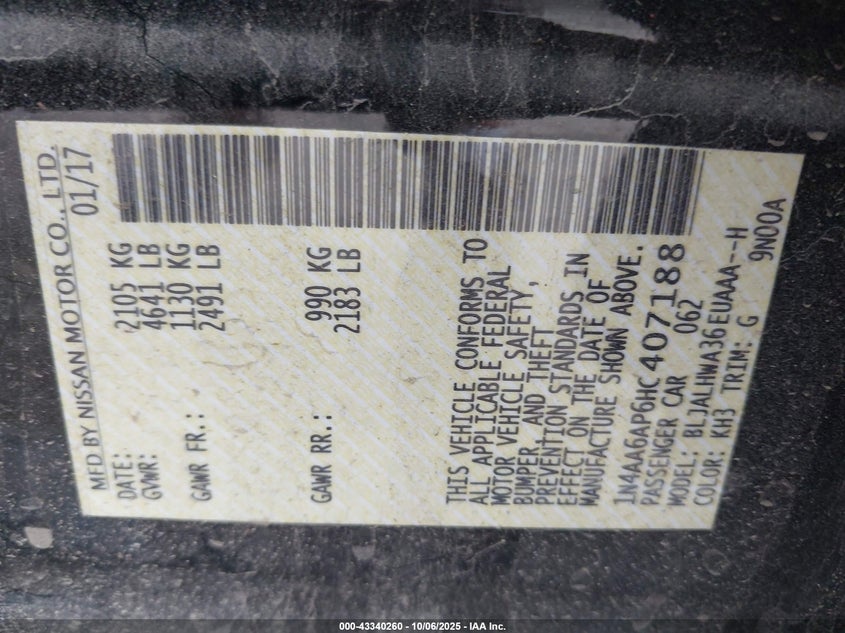 MFD BY NISSAN MOTOR CO., LTD.
DATE: 01/17
GVWR: 2105 KG
4641 LB
GAWR FR.: 1130 KG
2491 LB
GAWR RR.: 990 KG
2183 LB
THIS VEHICLE CONFORMS TO
ALL APPLICABLE FEDERAL
MOTOR VEHICLE SAFETY,
BUMPER, AND THEFT
PREVENTION STANDARDS IN
EFFECT ON THE DATE OF
MANUFACTURE SHOWN ABOVE.
1N4AA6AP6HC407188
PASSENGER CAR 062
MODEL: BLJALHWA36EUAAA--H
COLOR: KH3 TRIM: G 9N00A
000-43340260 - 10/06/2025 - IAA Inc.